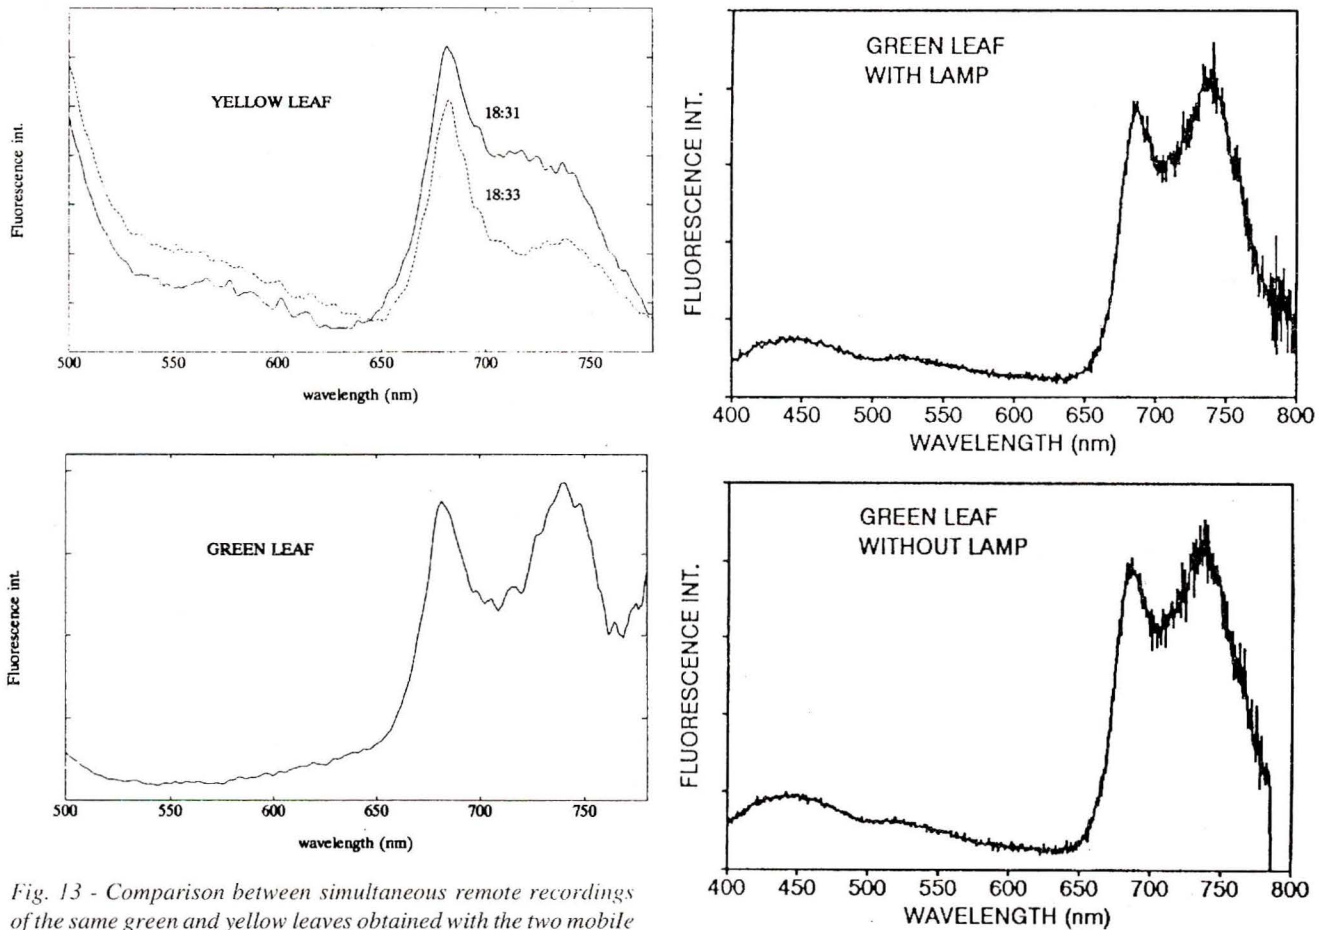 YELLOW LEAF
18:31
18:33
Fluorescence int.
500 550 600 650 700 750
wavelength (nm)
GREEN LEAF
Fluorescence int.
500 550 600 650 700 750
wavelength (nm)
Fig. 13 - Comparison between simultaneous remote recordings
of the same green and yellow leaves obtained with the two mobile
GREEN LEAF
WITH LAMP
FLUORESCENCE INT.
400 450 500 550 600 650 700 750 800
WAVELENGTH (nm)
GREEN LEAF
WITHOUT LAMP
FLUORESCENCE INT.
400 450 500 550 600 650 700 750 800
WAVELENGTH (nm)